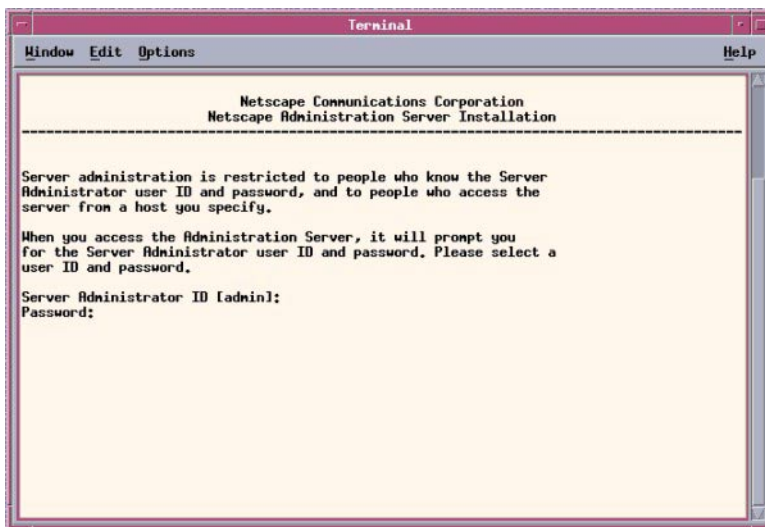 Terminal
Window Edit Options Help
Netscape Communications Corporation
Netscape Administration Server Installation
Server administration is restricted to people who know the Server
Administrator user ID and password, and to people who access the
server from a host you specify.
When you access the Administration Server, it will prompt you
for the Server Administrator user ID and password. Please select a
user ID and password.
Server Administrator ID [admin]:
Password: